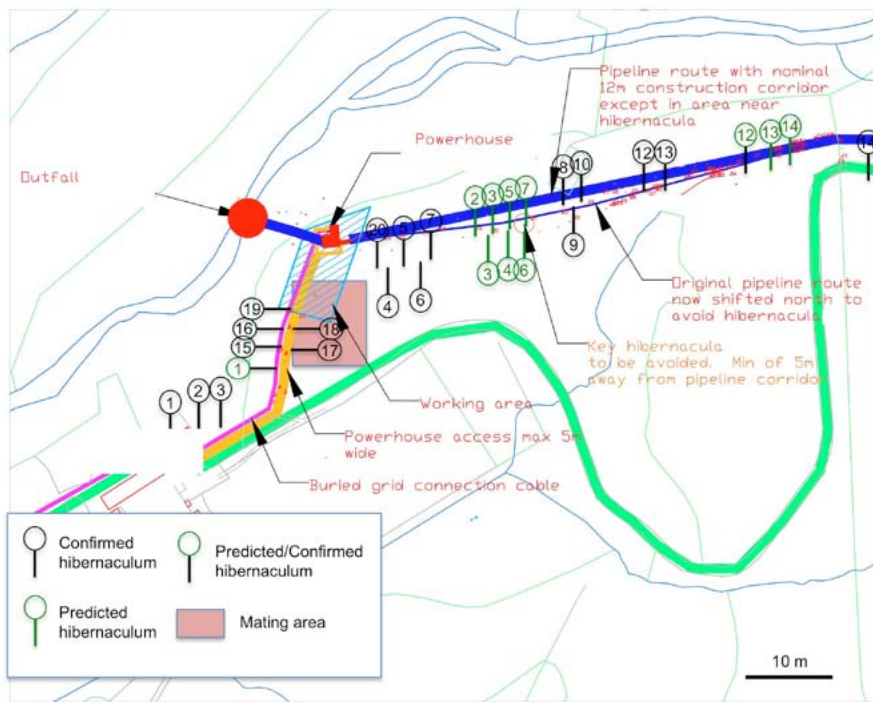 Pipeline route with nominal
12m construction corridor
except in area near
hibernacula
Powerhouse
Outfall
12
13
14
8
10
12
13
14
2
3
5
7
20
5
7
9
3
4
6
4
6
Original pipeline route
now shifted north to
avoid hibernacula
19
16
18
15
17
1
Key hibernacula
to be avoided. Min of 5m
away from pipeline corridor
1
2
3
Working area
Powerhouse access max 5m
wide
Buried grid connection cable
Confirmed
hibernaculum
Predicted/Confirmed
hibernaculum
Predicted
hibernaculum
Mating area
10 m